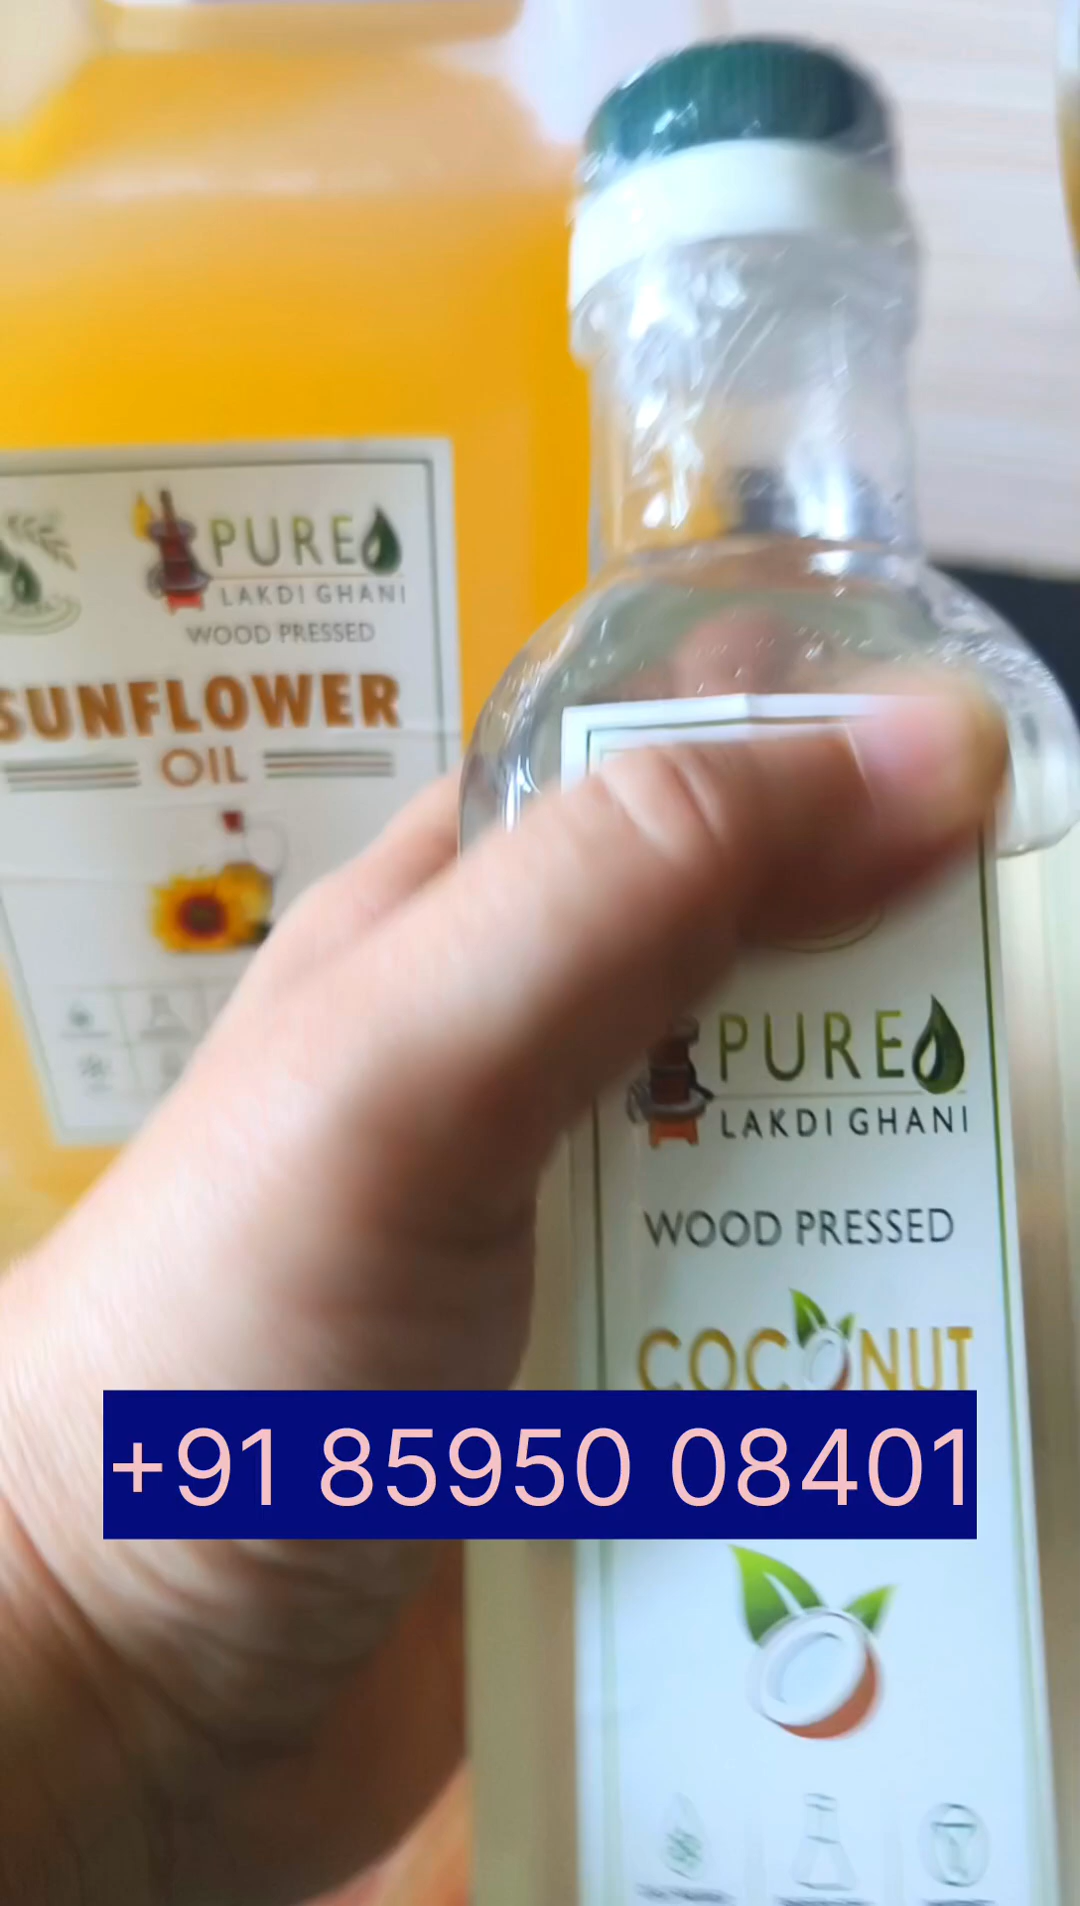 PURE
LAKDI GHANI
WOOD PRESSED
SUNFLOWER
OIL
PURE
LAKDI GHANI
WOOD PRESSED
COCONUT
+91 85950 08401